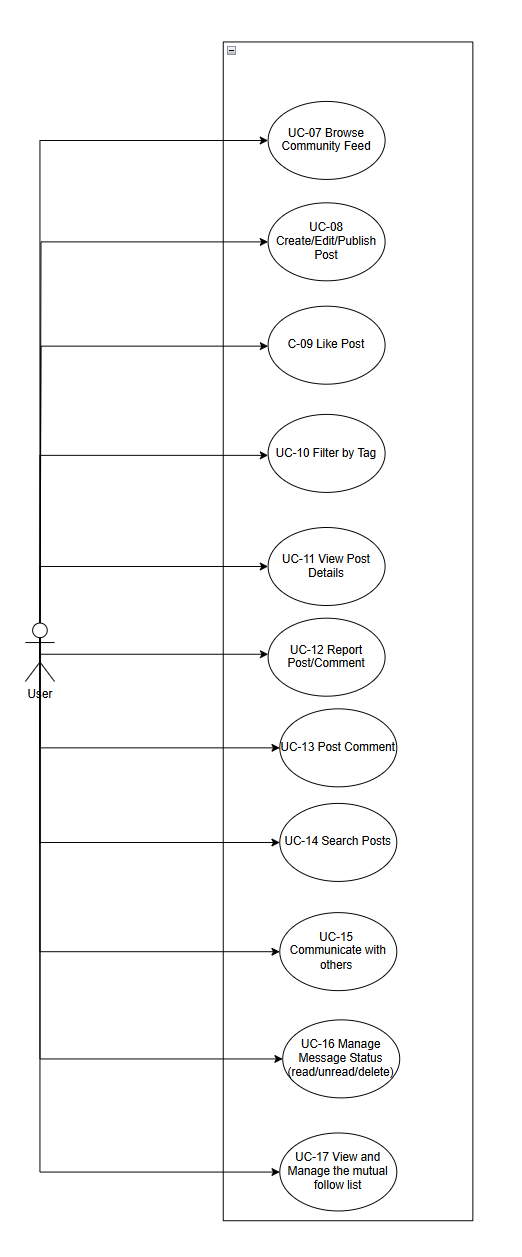 UC-07 Browse
Community Feed
UC-08
Create/Edit/Publish
Post
C-09 Like Post
UC-10 Filter by Tag
UC-11 View Post
Details
UC-12 Report
Post/Comment
User
UC-13 Post Comment
UC-14 Search Posts
UC-15
Communicate with
others
UC-16 Manage
Message Status
(read/unread/delete)
UC-17 View and
Manage the mutual
follow list